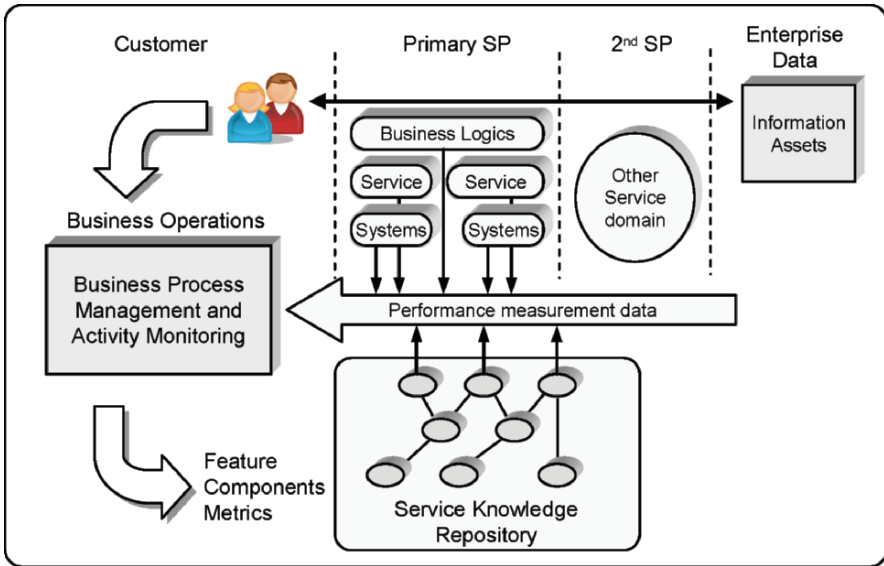 Customer
Primary SP
2nd SP
Enterprise
Data
Business Logics
Information
Assets
Service
Service
Other
Service
domain
Business Operations
Systems
Systems
Business Process
Management and
Activity Monitoring
Performance measurement data
Feature
Components
Metrics
Service Knowledge
Repository